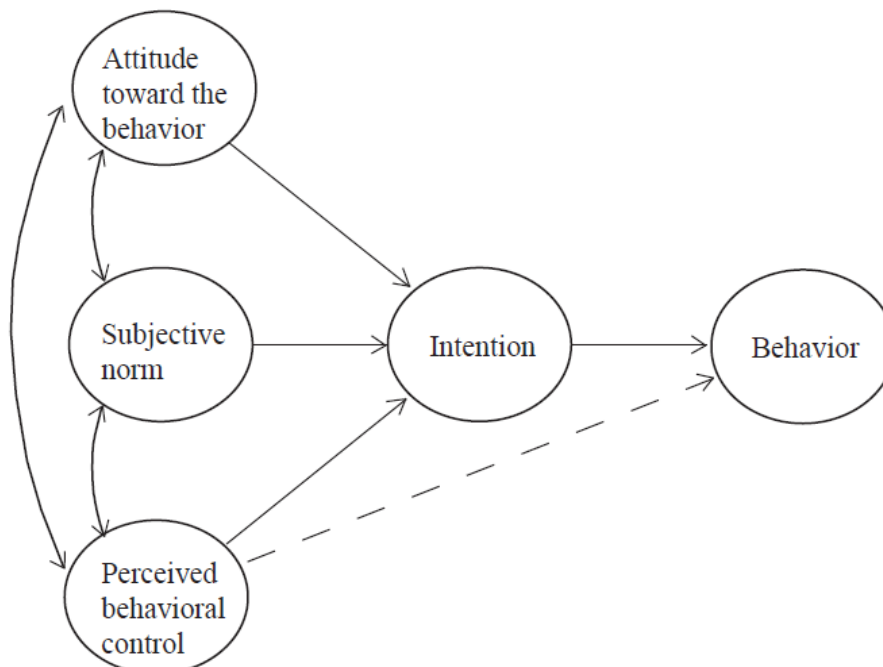 Attitude
toward the
behavior
Subjective
norm
Intention
Behavior
Perceived
behavioral
control